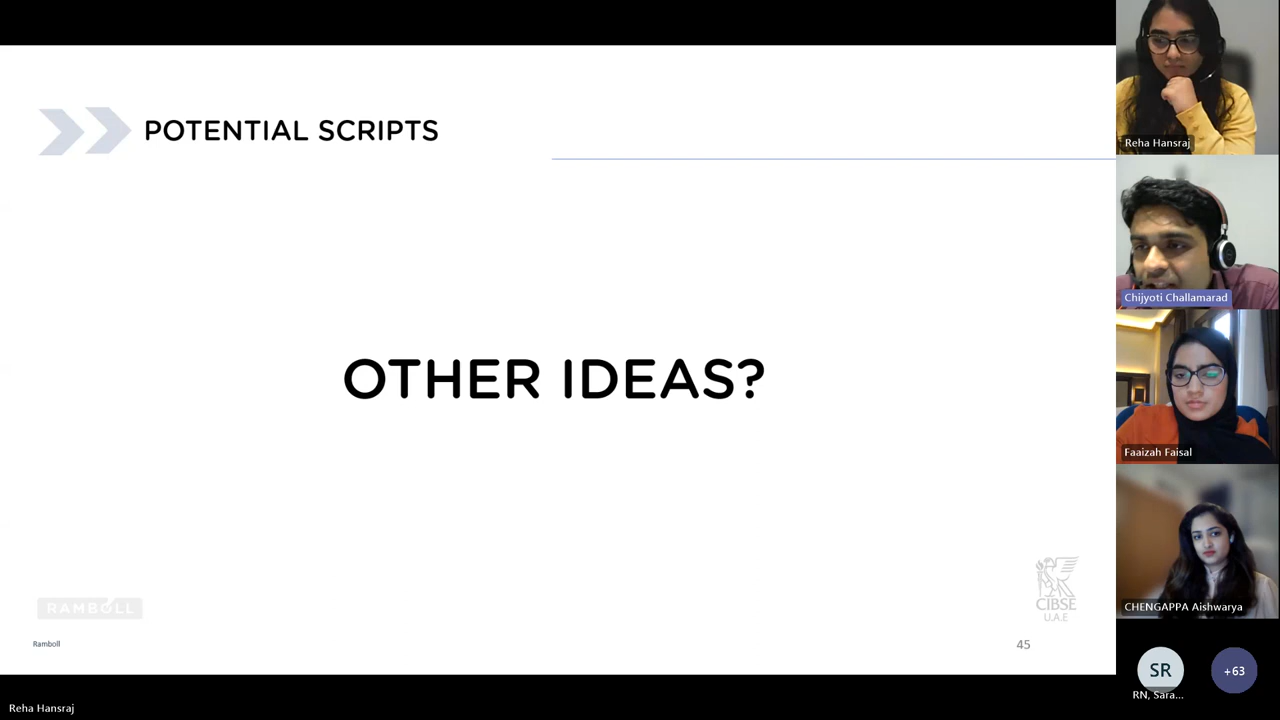 POTENTIAL SCRIPTS
OTHER IDEAS?
RAMBOLL
Ramboll
CIBSE
U.A.E
45
Reha Hansraj
Chijyoti Challamarad
Faaizah Faisal
CHENGAPPA Aishwarya
SR
+63
RN, Sara...
Reha Hansraj